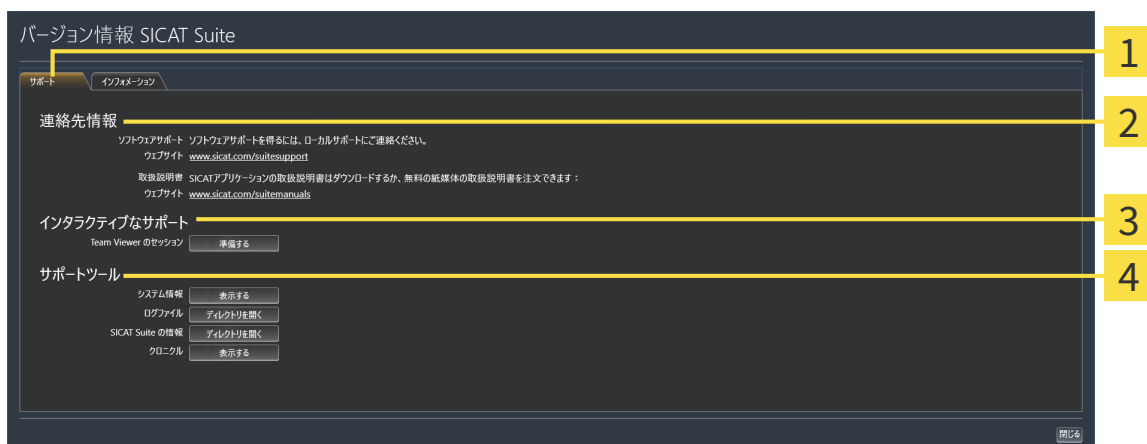 バージョン情報 SICAT Suite
1
サポート インフォメーション
連絡先情報
2
ソフトウェアサポート ソフトウェアサポートを得るには、ローカルサポートにご連絡ください。
ウェブサイト www.sicat.com/suitesupport
取扱説明書 SICATアプリケーションの取扱説明書はダウンロードするか、無料の紙媒体の取扱説明書を注文できます：
ウェブサイト www.sicat.com/suitemanuals
インタラクティブなサポート
3
Team Viewer のセッション 準備する
サポートツール
4
システム情報 表示する
ログファイル ディレクトリを開く
SICAT Suite の情報 ディレクトリを開く
クロニクル 表示する
閉じる